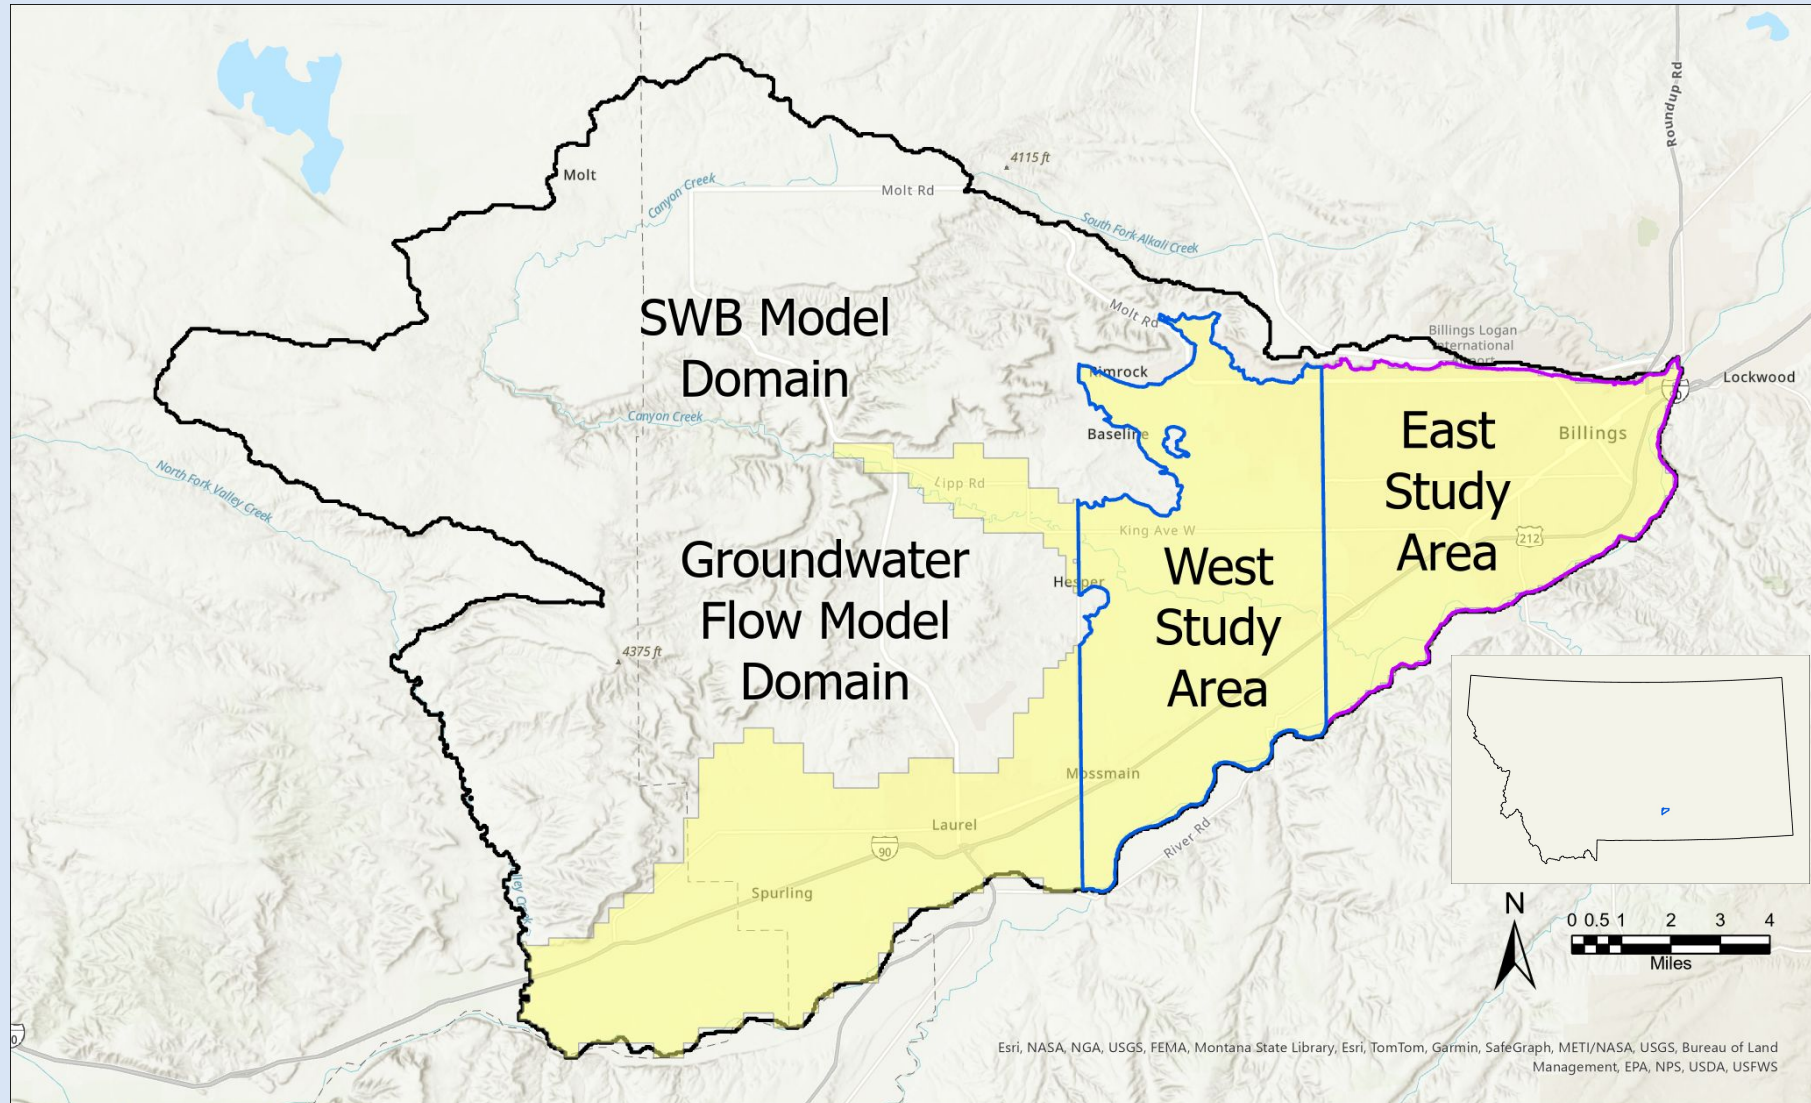 Roundup Rd
4115 ft
Molt
Canyon Creek
Molt Rd
South Fork Alkali Creek
SWB Model
Domain
Molt Rd
Billings Logan
International
Airport
Rimrock
Lockwood
Canyon Creek
Baseline
East
Study
Area
Billings
North Fork Valley Creek
Zipp Rd
King Ave W
212
Groundwater
Flow Model
Domain
Hesper
West
Study
Area
4375 ft
Mossmain
Laurel
90
River Rd
Spurling
N
0 0.5 1 2 3 4
Miles
Esri, NASA, NGA, USGS, FEMA, Montana State Library, Esri, TomTom, Garmin, SafeGraph, METI/NASA, USGS, Bureau of Land
Management, EPA, NPS, USDA, USFWS